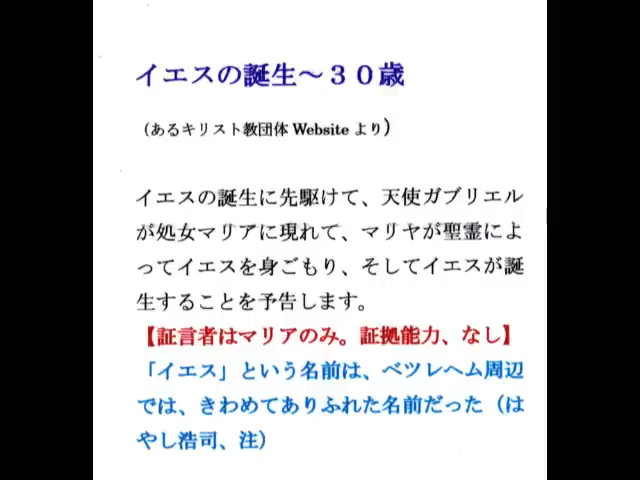 イエスの誕生～３０歳
（あるキリスト教団体 Website より）
イエスの誕生に先駆けて、天使ガブリエル
が処女マリアに現れて、マリヤが聖霊によ
ってイエスを身ごもり、そしてイエスが誕
生することを予告します。
【証言者はマリアのみ。証拠能力、なし】
「イエス」という名前は、ベツレヘム周辺
では、きわめてありふれた名前だった（は
やし浩司、注）